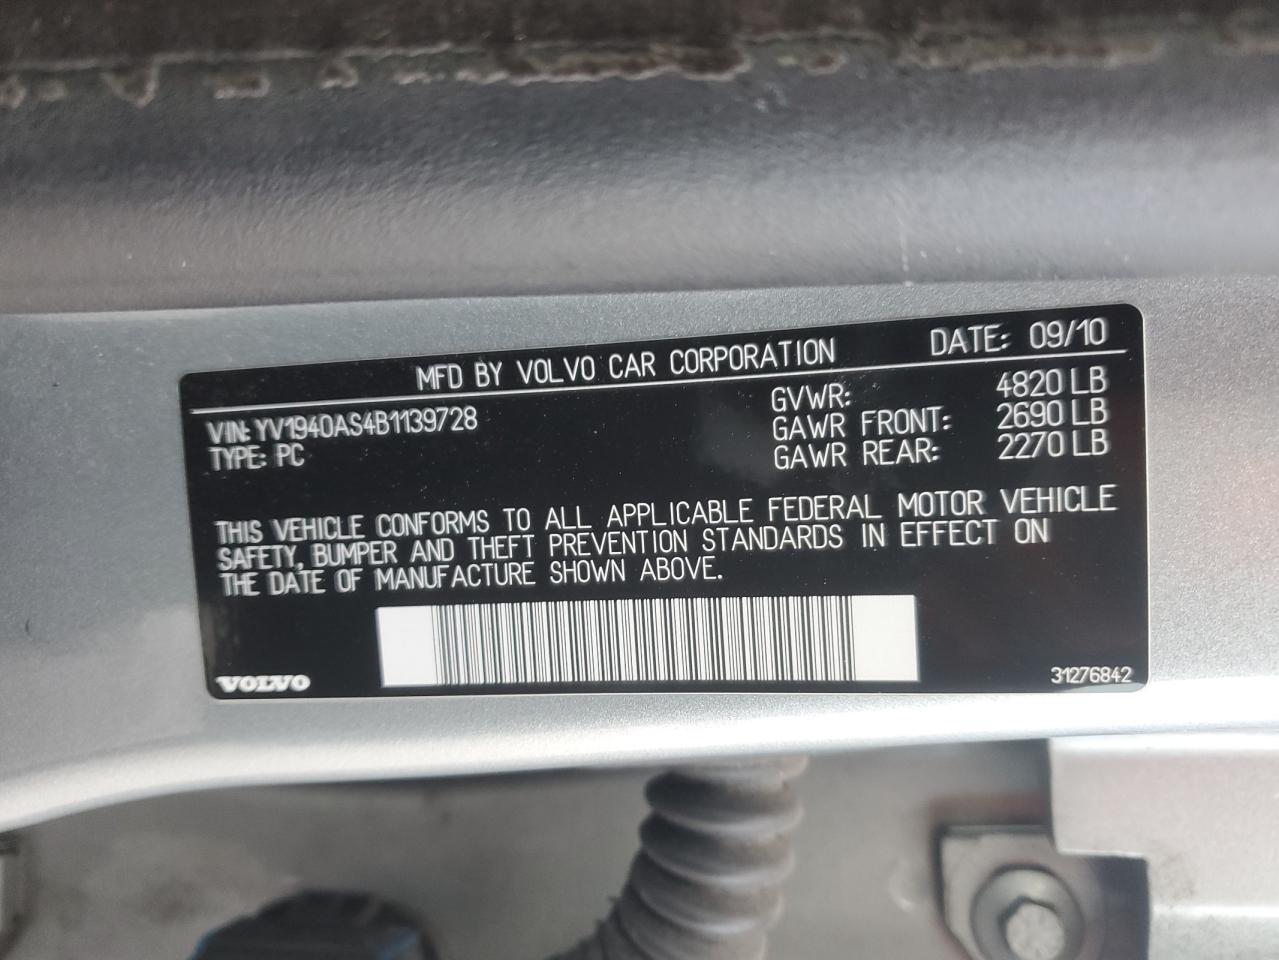 MFD BY VOLVO CAR CORPORATION DATE: 09/10
VIN: YV1940AS4B1139728 GVWR: 4820 LB
TYPE: PC GAWR FRONT: 2690 LB
GAWR REAR: 2270 LB
THIS VEHICLE CONFORMS TO ALL APPLICABLE FEDERAL MOTOR VEHICLE
SAFETY, BUMPER AND THEFT PREVENTION STANDARDS IN EFFECT ON
THE DATE OF MANUFACTURE SHOWN ABOVE.
VOLVO 31276842